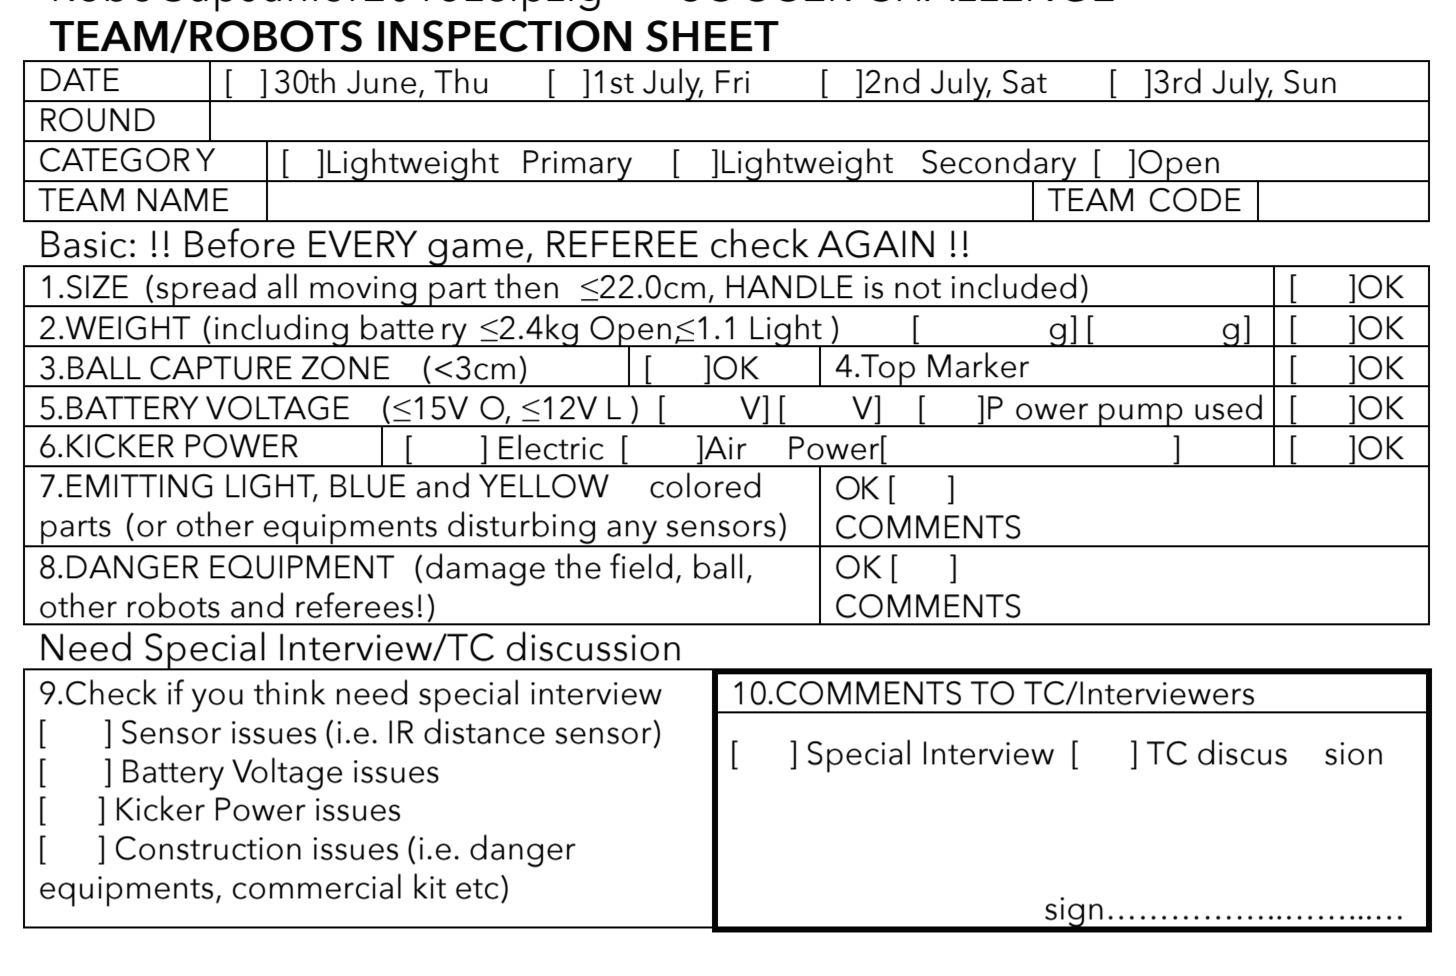 TEAM/ROBOTS INSPECTION SHEET
DATE [ ]30th June, Thu [ ]1st July, Fri [ ]2nd July, Sat [ ]3rd July, Sun
ROUND
CATEGORY [ ]Lightweight Primary [ ]Lightweight Secondary [ ]Open
TEAM NAME TEAM CODE
Basic: !! Before EVERY game, REFEREE check AGAIN !!
1.SIZE (spread all moving part then ≤22.0cm, HANDLE is not included) [ ]OK
2.WEIGHT (including battery ≤2.4kg Open,≤1.1 Light ) [ g][ g] [ ]OK
3.BALL CAPTURE ZONE (<3cm) [ ]OK 4.Top Marker [ ]OK
5.BATTERY VOLTAGE (≤15V O, ≤12V L ) [ V][ V] [ ]P ower pump used [ ]OK
6.KICKER POWER [ ] Electric [ ]Air Power[ ] [ ]OK
7.EMITTING LIGHT, BLUE and YELLOW colored
parts (or other equipments disturbing any sensors)
OK [ ]
COMMENTS
8.DANGER EQUIPMENT (damage the field, ball,
other robots and referees!)
OK [ ]
COMMENTS
Need Special Interview/TC discussion
9.Check if you think need special interview
[ ] Sensor issues (i.e. IR distance sensor)
[ ] Battery Voltage issues
[ ] Kicker Power issues
[ ] Construction issues (i.e. danger
equipments, commercial kit etc)
10.COMMENTS TO TC/Interviewers
[ ] Special Interview [ ] TC discus sion
sign……………..……...…